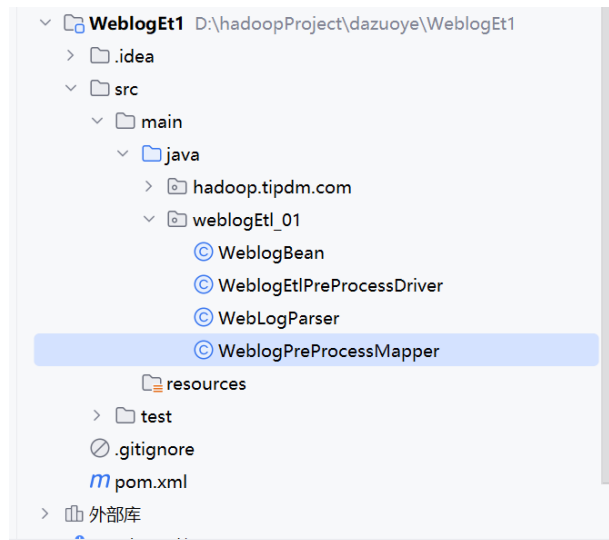 WeblogEt1 D:\hadoopProject\dazuoye\WeblogEt1
.idea
src
main
java
hadoop.tipdm.com
weblogEtl_01
WeblogBean
WeblogEtlPreProcessDriver
WebLogParser
WeblogPreProcessMapper
resources
test
.gitignore
m pom.xml
外部库